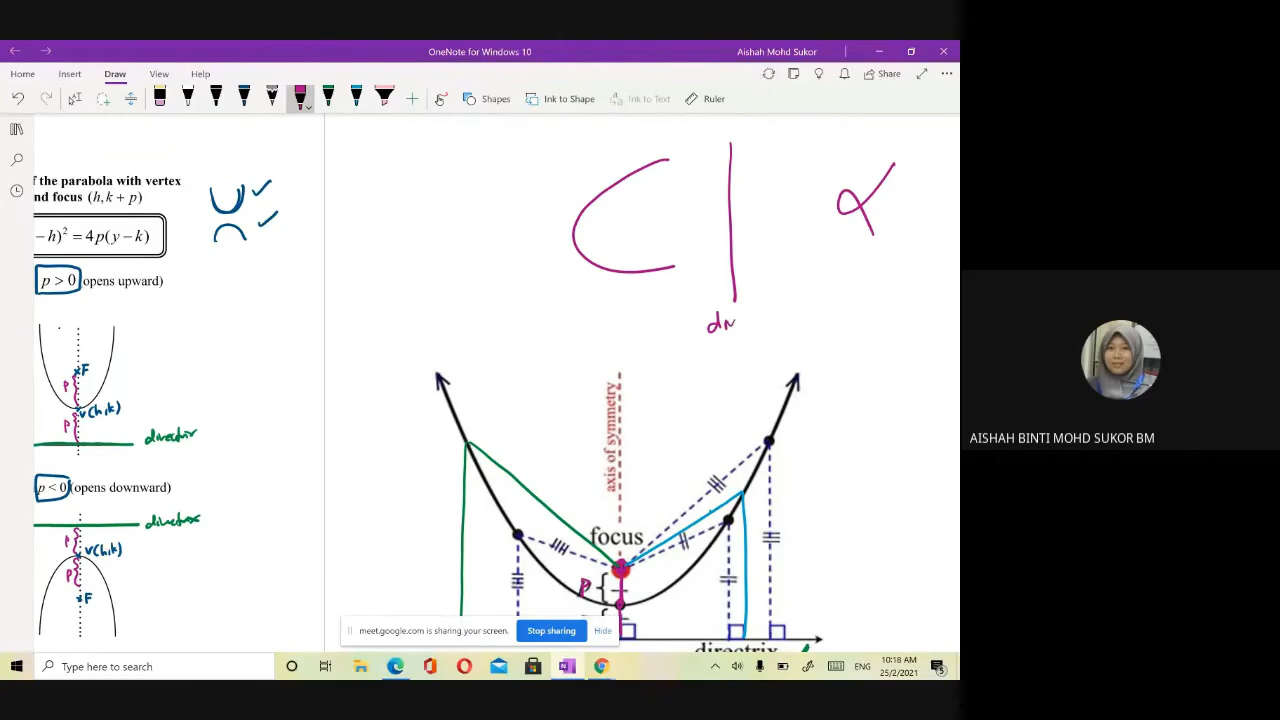 OneNote for Windows 10
Aishah Mohd Sukor
Home Insert Draw View Help
Share
Shapes Ink to Shape Ink to Text Ruler
f the parabola with vertex
nd focus (h, k + p)
− h)² = 4p(y − k)
p > 0 (opens upward)
F
p
v(h,k)
p
directrix
p < 0 (opens downward)
directrix
p
v(h,k)
p
F
axis of symmetry
focus
p
directrix
meet.google.com is sharing your screen.
Stop sharing
Hide
Type here to search
ENG
10:18 AM
25/2/2021
5
AISHAH BINTI MOHD SUKOR BM